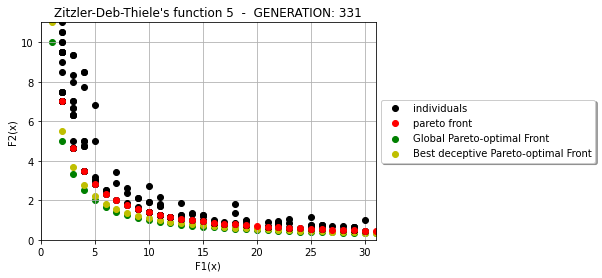 Zitzler-Deb-Thiele's function 5 - GENERATION: 331
F2(x)
10
8
6
4
2
0
0 5 10 15 20 25 30
F1(x)
individuals
pareto front
Global Pareto-optimal Front
Best deceptive Pareto-optimal Front